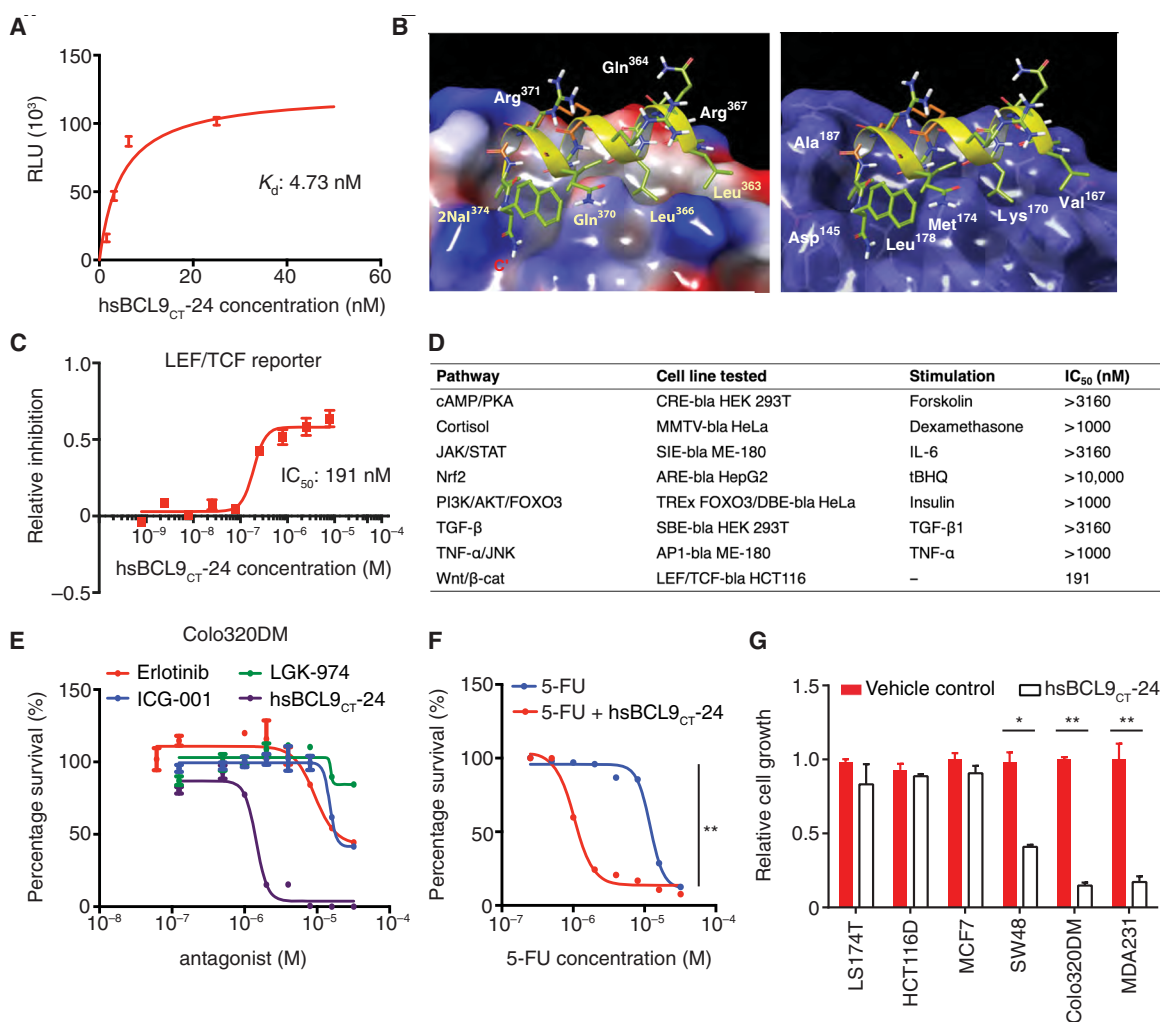 A
150
100
50
0
RLU (10³)
K_d: 4.73 nM
0 20 40 60
hsBCL9_CT-24 concentration (nM)
B
Gln³⁶⁴
Arg³⁷¹
Arg³⁶⁷
Leu³⁶³
2Nal³⁷⁴
Gln³⁷⁰
Leu³⁶⁶
C'
Ala¹⁸⁷
Val¹⁶⁷
Lys¹⁷⁰
Met¹⁷⁴
Asp¹⁴⁵
Leu¹⁷⁸
C
LEF/TCF reporter
1.0
0.5
0
−0.5
Relative inhibition
IC₅₀: 191 nM
10⁻⁹ 10⁻⁸ 10⁻⁷ 10⁻⁶ 10⁻⁵ 10⁻⁴
hsBCL9_CT-24 concentration (M)
D
Pathway Cell line tested Stimulation IC₅₀ (nM)
cAMP/PKA CRE-bla HEK 293T Forskolin >3160
Cortisol MMTV-bla HeLa Dexamethasone >1000
JAK/STAT SIE-bla ME-180 IL-6 >3160
Nrf2 ARE-bla HepG2 tBHQ >10,000
PI3K/AKT/FOXO3 TREx FOXO3/DBE-bla HeLa Insulin >1000
TGF-β SBE-bla HEK 293T TGF-β1 >3160
TNF-α/JNK AP1-bla ME-180 TNF-α >1000
Wnt/β-cat LEF/TCF-bla HCT116 – 191
E
Colo320DM
Erlotinib LGK-974
ICG-001 hsBCL9_CT-24
150
100
50
0
Percentage survival (%)
10⁻⁸ 10⁻⁷ 10⁻⁶ 10⁻⁵ 10⁻⁴
antagonist (M)
F
5-FU
5-FU + hsBCL9_CT-24
150
100
50
0
Percentage survival (%)
**
10⁻⁷ 10⁻⁶ 10⁻⁵ 10⁻⁴
5-FU concentration (M)
G
Vehicle control hsBCL9_CT-24
1.5
1.0
0.5
0
Relative cell growth
* ** **
LS174T
HCT116D
MCF7
SW48
Colo320DM
MDA231